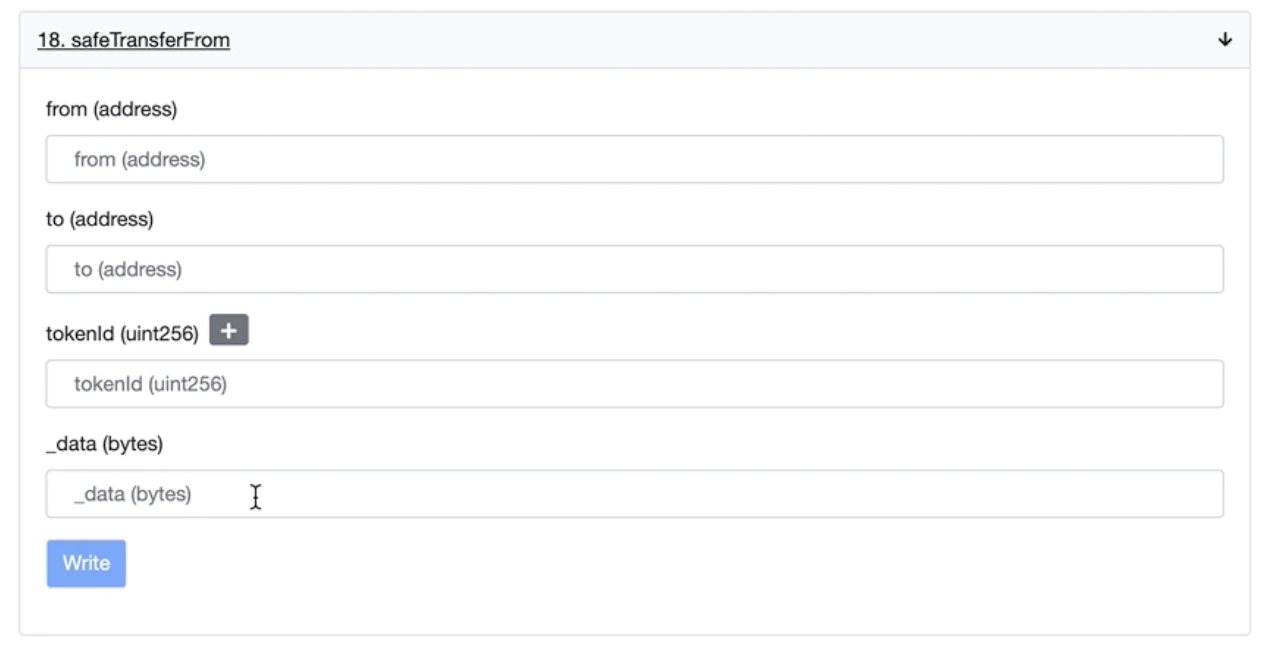 18. safeTransferFrom
from (address)
from (address)
to (address)
to (address)
tokenId (uint256)
tokenId (uint256)
_data (bytes)
_data (bytes)
Write